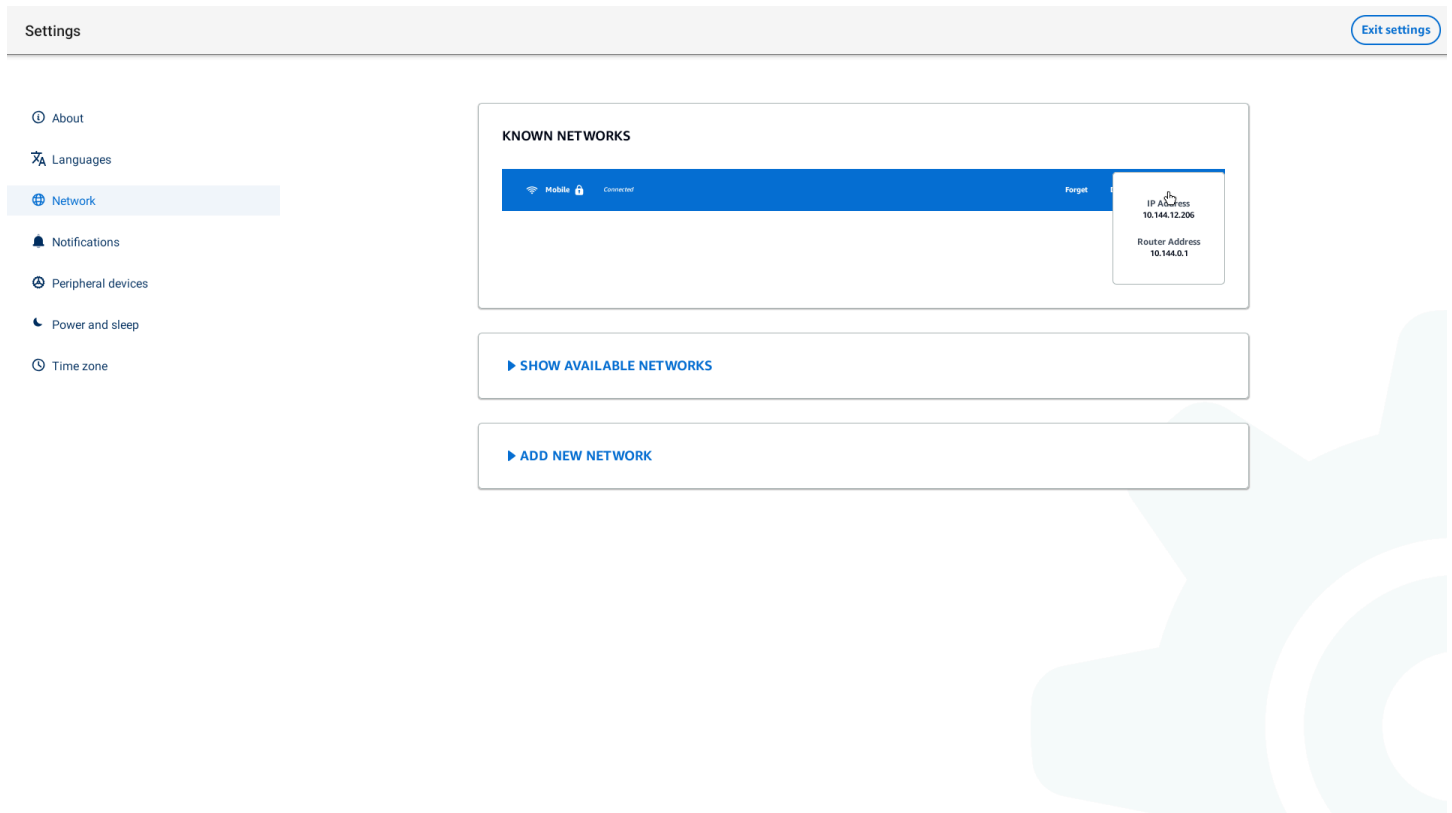 Settings
Exit settings
About
Languages
Network
Notifications
Peripheral devices
Power and sleep
Time zone
KNOWN NETWORKS
Mobile Connected Forget
IP Address
10.144.12.206
Router Address
10.144.0.1
SHOW AVAILABLE NETWORKS
ADD NEW NETWORK